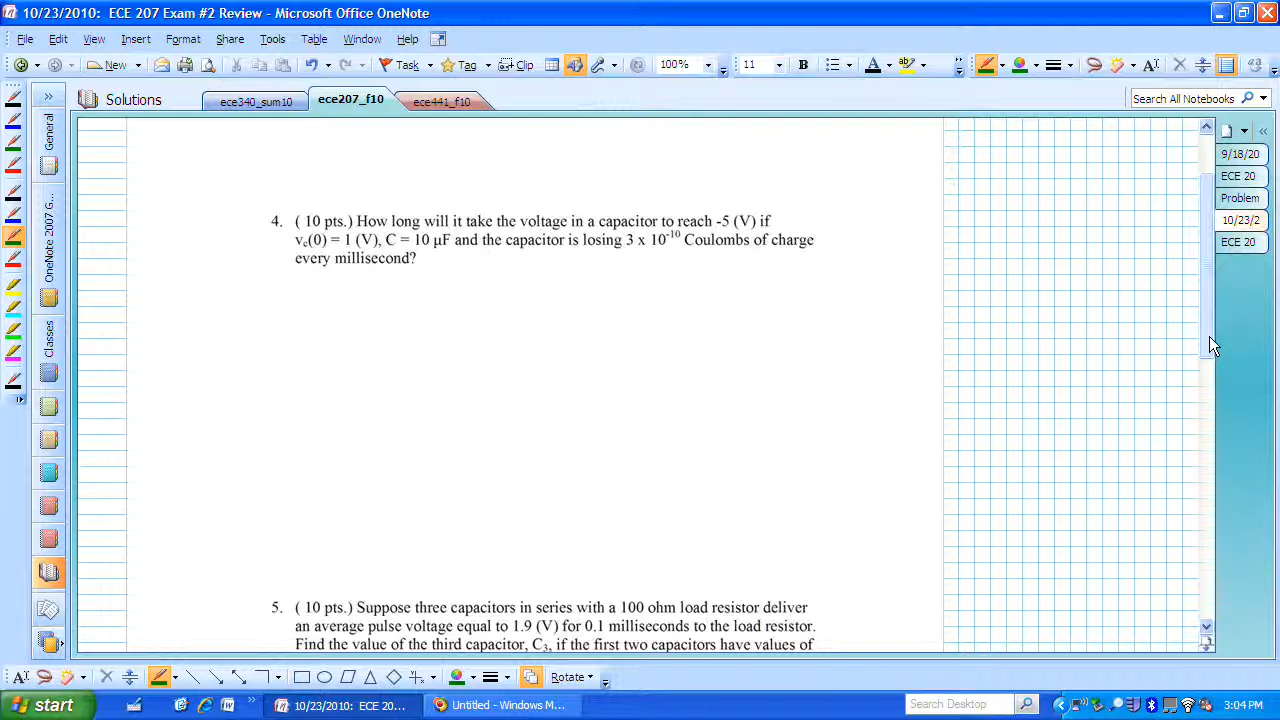 10/23/2010: ECE 207 Exam #2 Review - Microsoft Office OneNote
File Edit View Insert Format Share Tools Table Window Help
New Task Tag Clip 100% 11 B A ab
Solutions ece340_sum10 ece207_f10 ece441_f10 Search All Notebooks
General
OneNote 2007 G...
Classes
9/18/20
ECE 20
Problem
10/23/2
ECE 20
4. ( 10 pts.) How long will it take the voltage in a capacitor to reach -5 (V) if
vc(0) = 1 (V), C = 10 μF and the capacitor is losing 3 x 10-10 Coulombs of charge
every millisecond?
5. ( 10 pts.) Suppose three capacitors in series with a 100 ohm load resistor deliver
an average pulse voltage equal to 1.9 (V) for 0.1 milliseconds to the load resistor.
Find the value of the third capacitor, C3, if the first two capacitors have values of
Rotate
start 10/23/2010: ECE 20... Untitled - Windows M... Search Desktop 3:04 PM